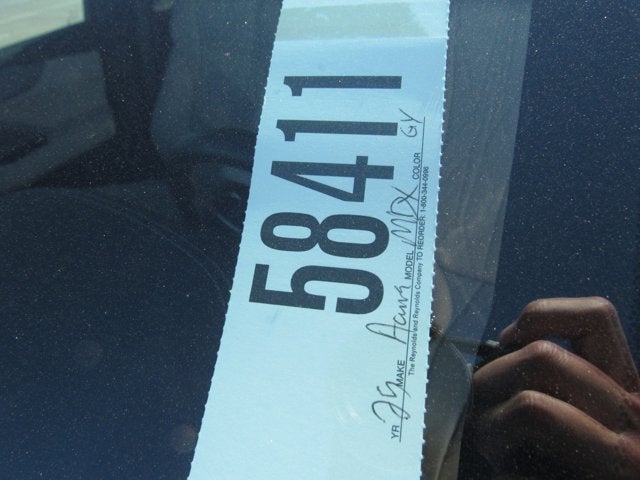 58411
YR 25 MAKE Acura MODEL MDX COLOR GY
The Reynolds and Reynolds Company TO REORDER: 1-800-344-0996